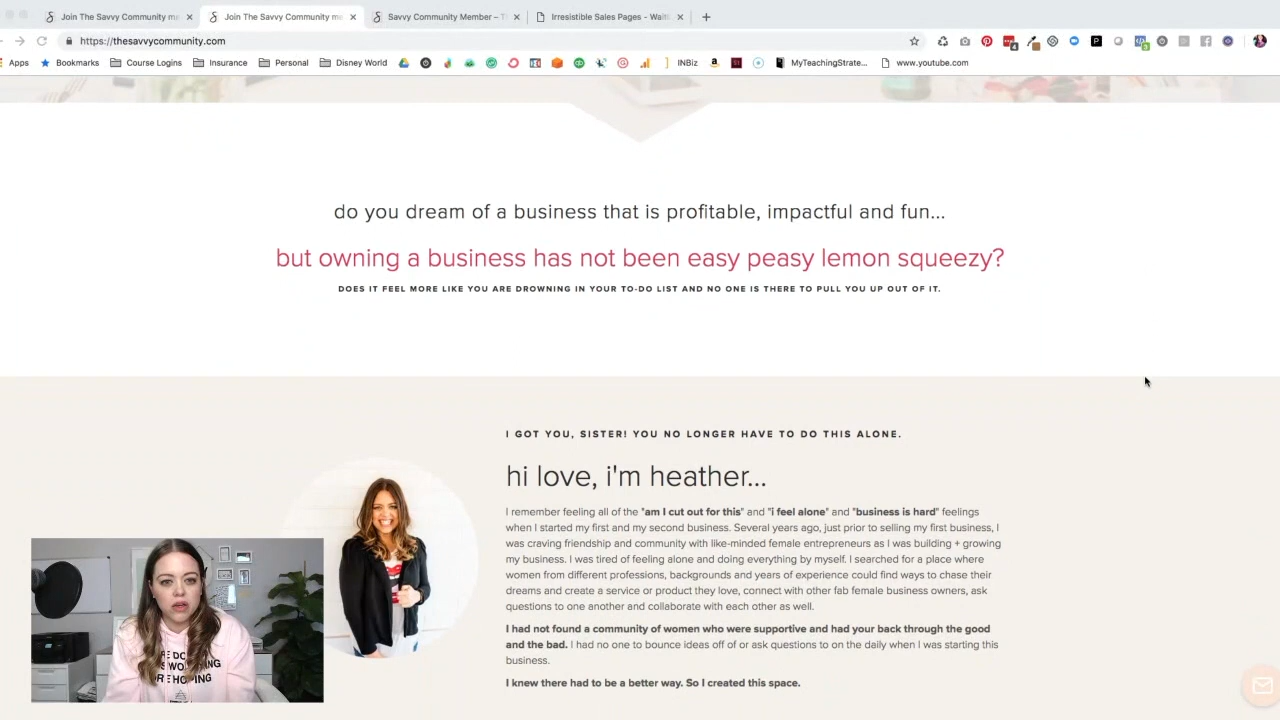 Join The Savvy Community m
Join The Savvy Community m
Savvy Community Member – T
Irresistible Sales Pages - Wait
https://thesavvycommunity.com
Apps
Bookmarks
Course Logins
Insurance
Personal
Disney World
INBiz
MyTeachingStrate...
www.youtube.com
do you dream of a business that is profitable, impactful and fun...
but owning a business has not been easy peasy lemon squeezy?
DOES IT FEEL MORE LIKE YOU ARE DROWNING IN YOUR TO-DO LIST AND NO ONE IS THERE TO PULL YOU UP OUT OF IT.
I GOT YOU, SISTER! YOU NO LONGER HAVE TO DO THIS ALONE.
hi love, i'm heather...
I remember feeling all of the "am I cut out for this" and "i feel alone" and "business is hard" feelings
when I started my first and my second business. Several years ago, just prior to selling my first business, I
was craving friendship and community with like-minded female entrepreneurs as I was building + growing
my business. I was tired of feeling alone and doing everything by myself. I searched for a place where
women from different professions, backgrounds and years of experience could find ways to chase their
dreams and create a service or product they love, connect with other fab female business owners, ask
questions to one another and collaborate with each other as well.
I had not found a community of women who were supportive and had your back through the good
and the bad. I had no one to bounce ideas off of or ask questions to on the daily when I was starting this
business.
I knew there had to be a better way. So I created this space.